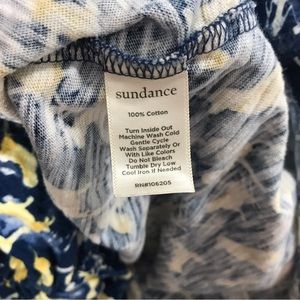 sundance
100% Cotton
Turn Inside Out
Machine Wash Cold
Gentle Cycle
Wash Separately Or
With Like Colors
Do Not Bleach
Tumble Dry Low
Cool Iron If Needed
RN#106205